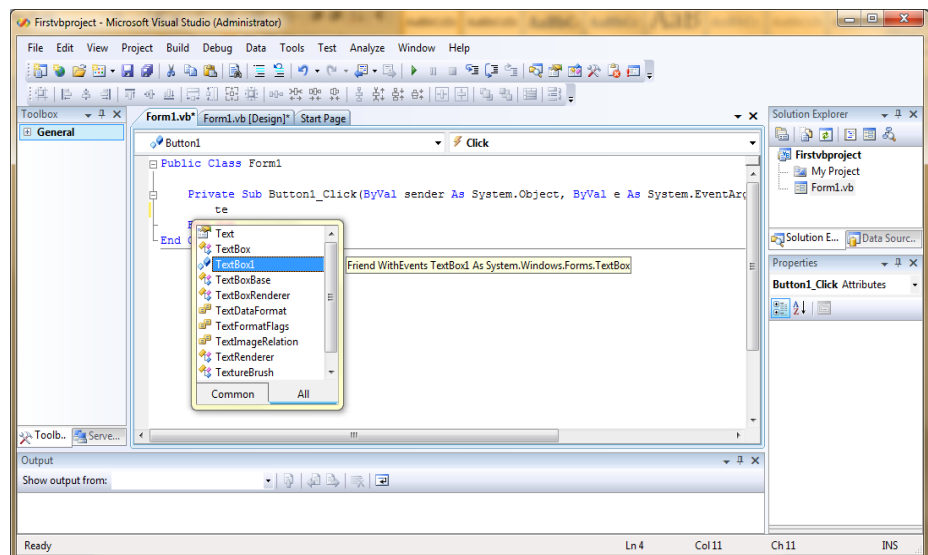 Firstvbproject - Microsoft Visual Studio (Administrator)
File Edit View Project Build Debug Data Tools Test Analyze Window Help
Toolbox
General
Form1.vb* Form1.vb [Design]* Start Page
Button1 Click
Public Class Form1
Private Sub Button1_Click(ByVal sender As System.Object, ByVal e As System.EventArg
te
End
Text
TextBox
TextBox1 Friend WithEvents TextBox1 As System.Windows.Forms.TextBox
TextBoxBase
TextBoxRenderer
TextDataFormat
TextFormatFlags
TextImageRelation
TextRenderer
TextureBrush
Common All
Solution Explorer
Firstvbproject
My Project
Form1.vb
Solution E... Data Sourc..
Properties
Button1_Click Attributes
Toolb.. Serve...
Output
Show output from:
Ready Ln 4 Col 11 Ch 11 INS